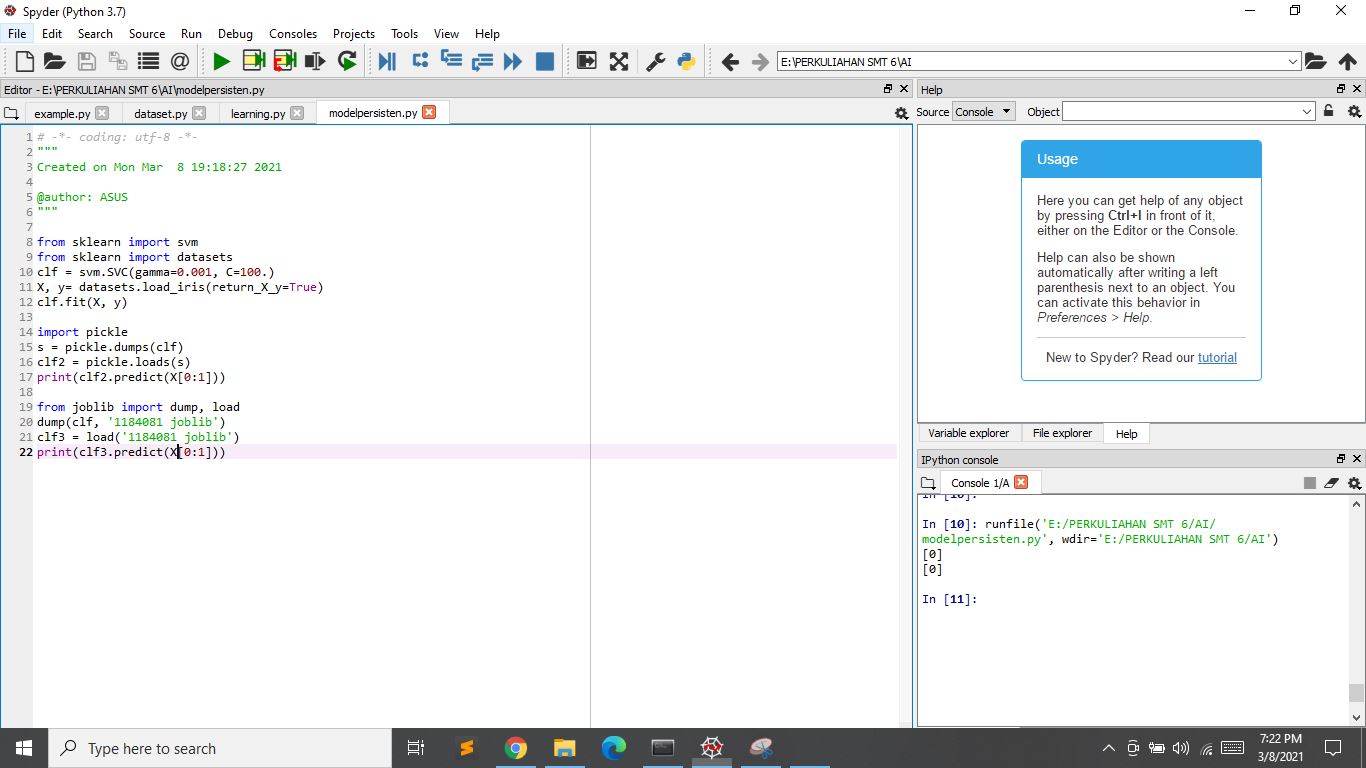 Spyder (Python 3.7)
File Edit Search Source Run Debug Consoles Projects Tools View Help
E:\PERKULIAHAN SMT 6\AI
Editor - E:\PERKULIAHAN SMT 6\AI\modelpersisten.py
example.py dataset.py learning.py modelpersisten.py
1 # -*- coding: utf-8 -*-
2 """
3 Created on Mon Mar  8 19:18:27 2021
4
5 @author: ASUS
6 """
7
8 from sklearn import svm
9 from sklearn import datasets
10 clf = svm.SVC(gamma=0.001, C=100.)
11 X, y= datasets.load_iris(return_X_y=True)
12 clf.fit(X, y)
13
14 import pickle
15 s = pickle.dumps(clf)
16 clf2 = pickle.loads(s)
17 print(clf2.predict(X[0:1]))
18
19 from joblib import dump, load
20 dump(clf, '1184081 joblib')
21 clf3 = load('1184081 joblib')
22 print(clf3.predict(X[0:1]))
Help
Source Console Object
Usage
Here you can get help of any object
by pressing Ctrl+I in front of it,
either on the Editor or the Console.
Help can also be shown
automatically after writing a left
parenthesis next to an object. You
can activate this behavior in
Preferences > Help.
New to Spyder? Read our tutorial
Variable explorer File explorer Help
IPython console
Console 1/A
In [10]:
In [10]: runfile('E:/PERKULIAHAN SMT 6/AI/
modelpersisten.py', wdir='E:/PERKULIAHAN SMT 6/AI')
[0]
[0]
In [11]:
Type here to search
7:22 PM
3/8/2021